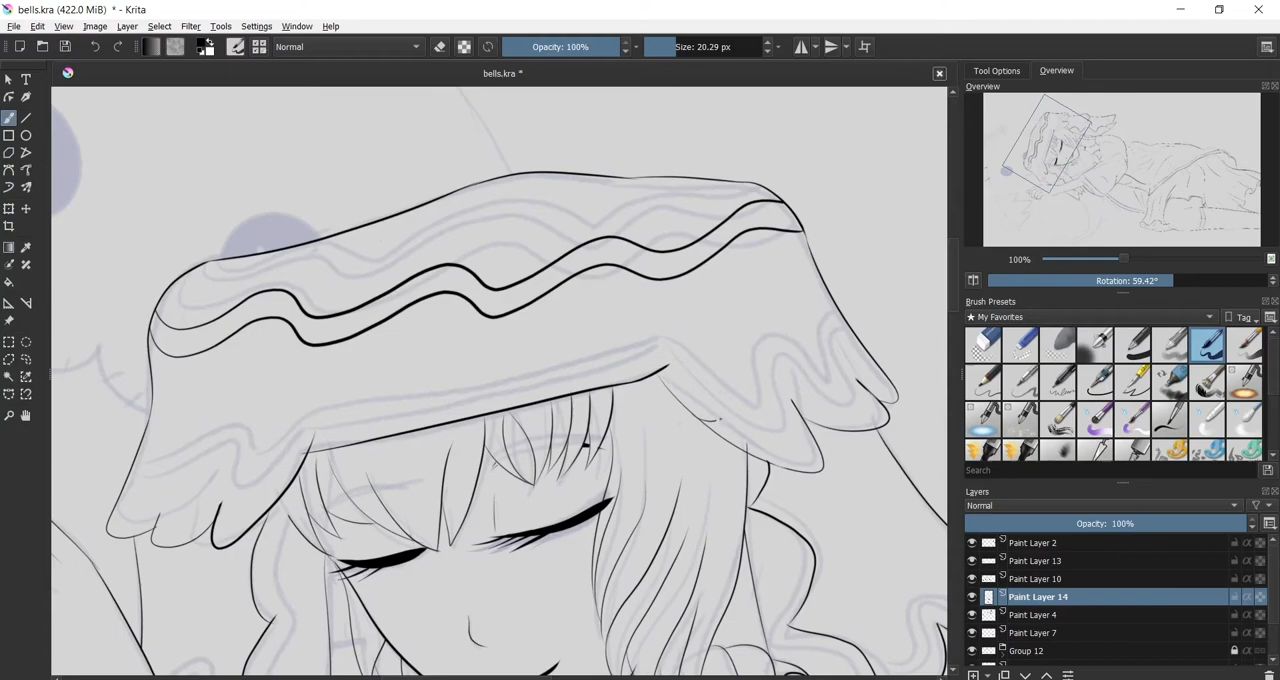 bells.kra (422.0 MiB) * - Krita
File Edit View Image Layer Select Filter Tools Settings Window Help
Normal Opacity: 100% Size: 20.29 px
bells.kra *
Tool Options Overview
Overview
100%
Rotation: 59.42°
Brush Presets
My Favorites Tag
Search
Layers
Normal
Opacity: 100%
Paint Layer 2
Paint Layer 13
Paint Layer 10
Paint Layer 14
Paint Layer 4
Paint Layer 7
Group 12